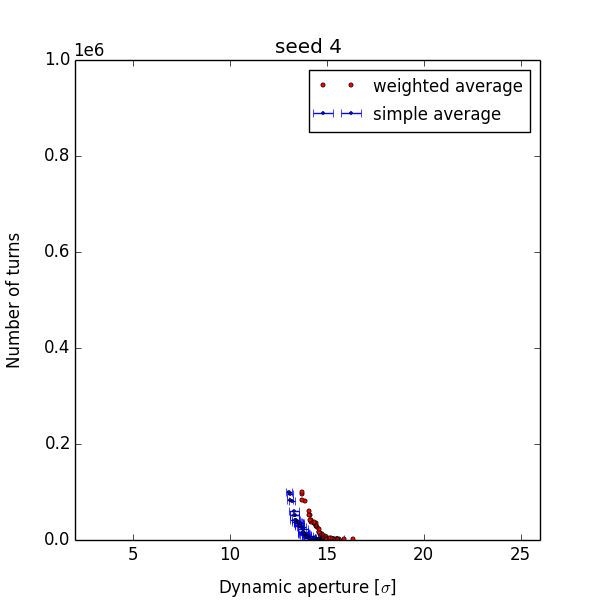 seed 4
1e6
weighted average
simple average
1.0
0.8
0.6
0.4
0.2
0.0
Number of turns
5 10 15 20 25
Dynamic aperture [σ]